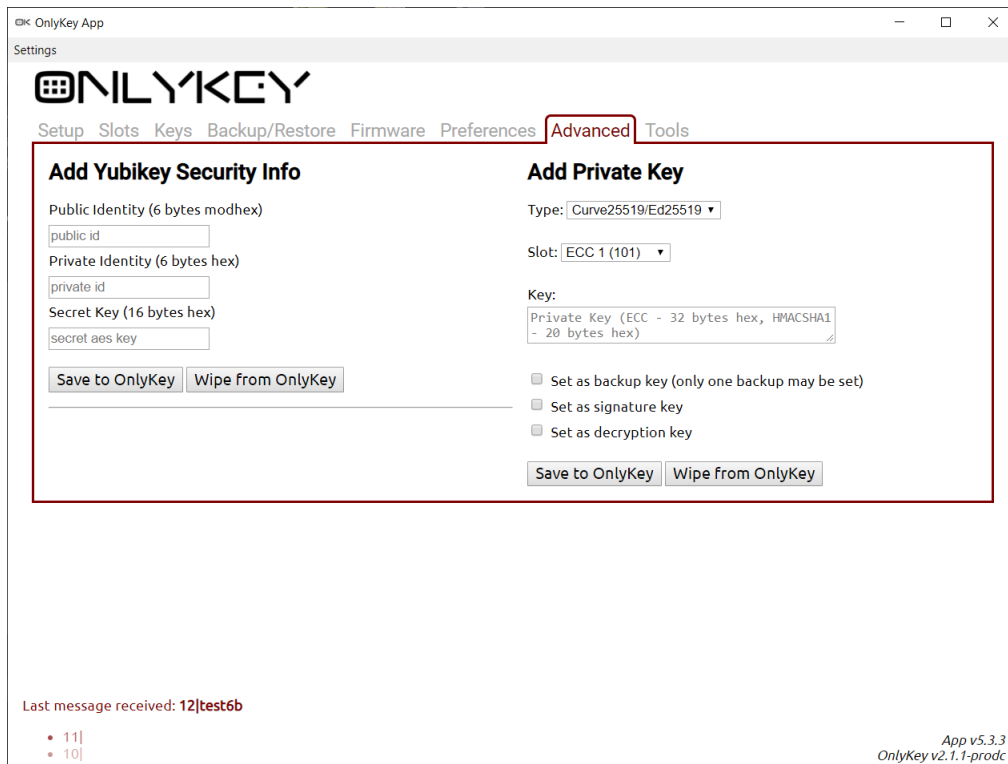 OK OnlyKey App
Settings
ONLYKEY
Setup Slots Keys Backup/Restore Firmware Preferences Advanced Tools
Add Yubikey Security Info
Public Identity (6 bytes modhex)
public id
Private Identity (6 bytes hex)
private id
Secret Key (16 bytes hex)
secret aes key
Save to OnlyKey Wipe from OnlyKey
Add Private Key
Type: Curve25519/Ed25519
Slot: ECC 1 (101)
Key:
Private Key (ECC - 32 bytes hex, HMACSHA1
- 20 bytes hex)
Set as backup key (only one backup may be set)
Set as signature key
Set as decryption key
Save to OnlyKey Wipe from OnlyKey
Last message received: 12|test6b
11|
10|
App v5.3.3
OnlyKey v2.1.1-prodc